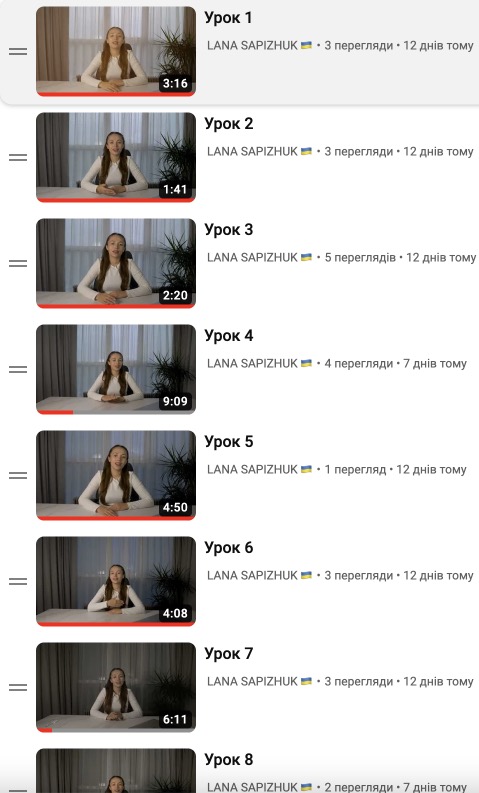 Урок 1
LANA SAPIZHUK 🇺🇦 • 3 перегляди • 12 днів тому
3:16
Урок 2
LANA SAPIZHUK 🇺🇦 • 3 перегляди • 12 днів тому
1:41
Урок 3
LANA SAPIZHUK 🇺🇦 • 5 переглядів • 12 днів тому
2:20
Урок 4
LANA SAPIZHUK 🇺🇦 • 4 перегляди • 7 днів тому
9:09
Урок 5
LANA SAPIZHUK 🇺🇦 • 1 перегляд • 12 днів тому
4:50
Урок 6
LANA SAPIZHUK 🇺🇦 • 3 перегляди • 12 днів тому
4:08
Урок 7
LANA SAPIZHUK 🇺🇦 • 3 перегляди • 12 днів тому
6:11
Урок 8
LANA SAPIZHUK 🇺🇦 • 2 перегляди • 7 днів тому